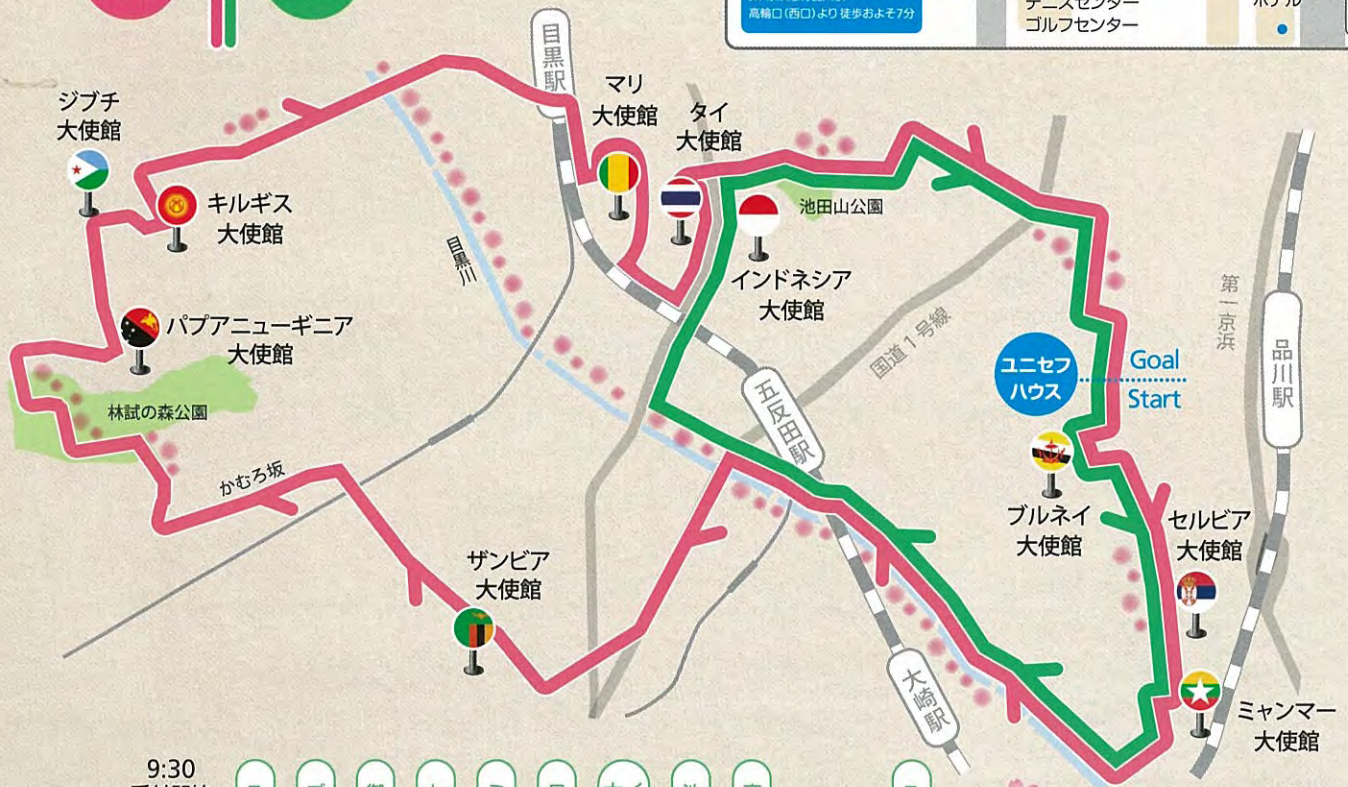 高輪口(西口)より徒歩およそ7分
テニスセンター
ゴルフセンター
ホテル
目黒駅
マリ
大使館
タイ
大使館
ジブチ
大使館
キルギス
大使館
目黒川
池田山公園
インドネシア
大使館
国道1号線
第一京浜
品川駅
パプアニューギニア
大使館
林試の森公園
ユニセフ
ハウス
Goal
Start
五反田駅
かむろ坂
ブルネイ
大使館
セルビア
大使館
ザンビア
大使館
大崎駅
ミャンマー
大使館
9:30